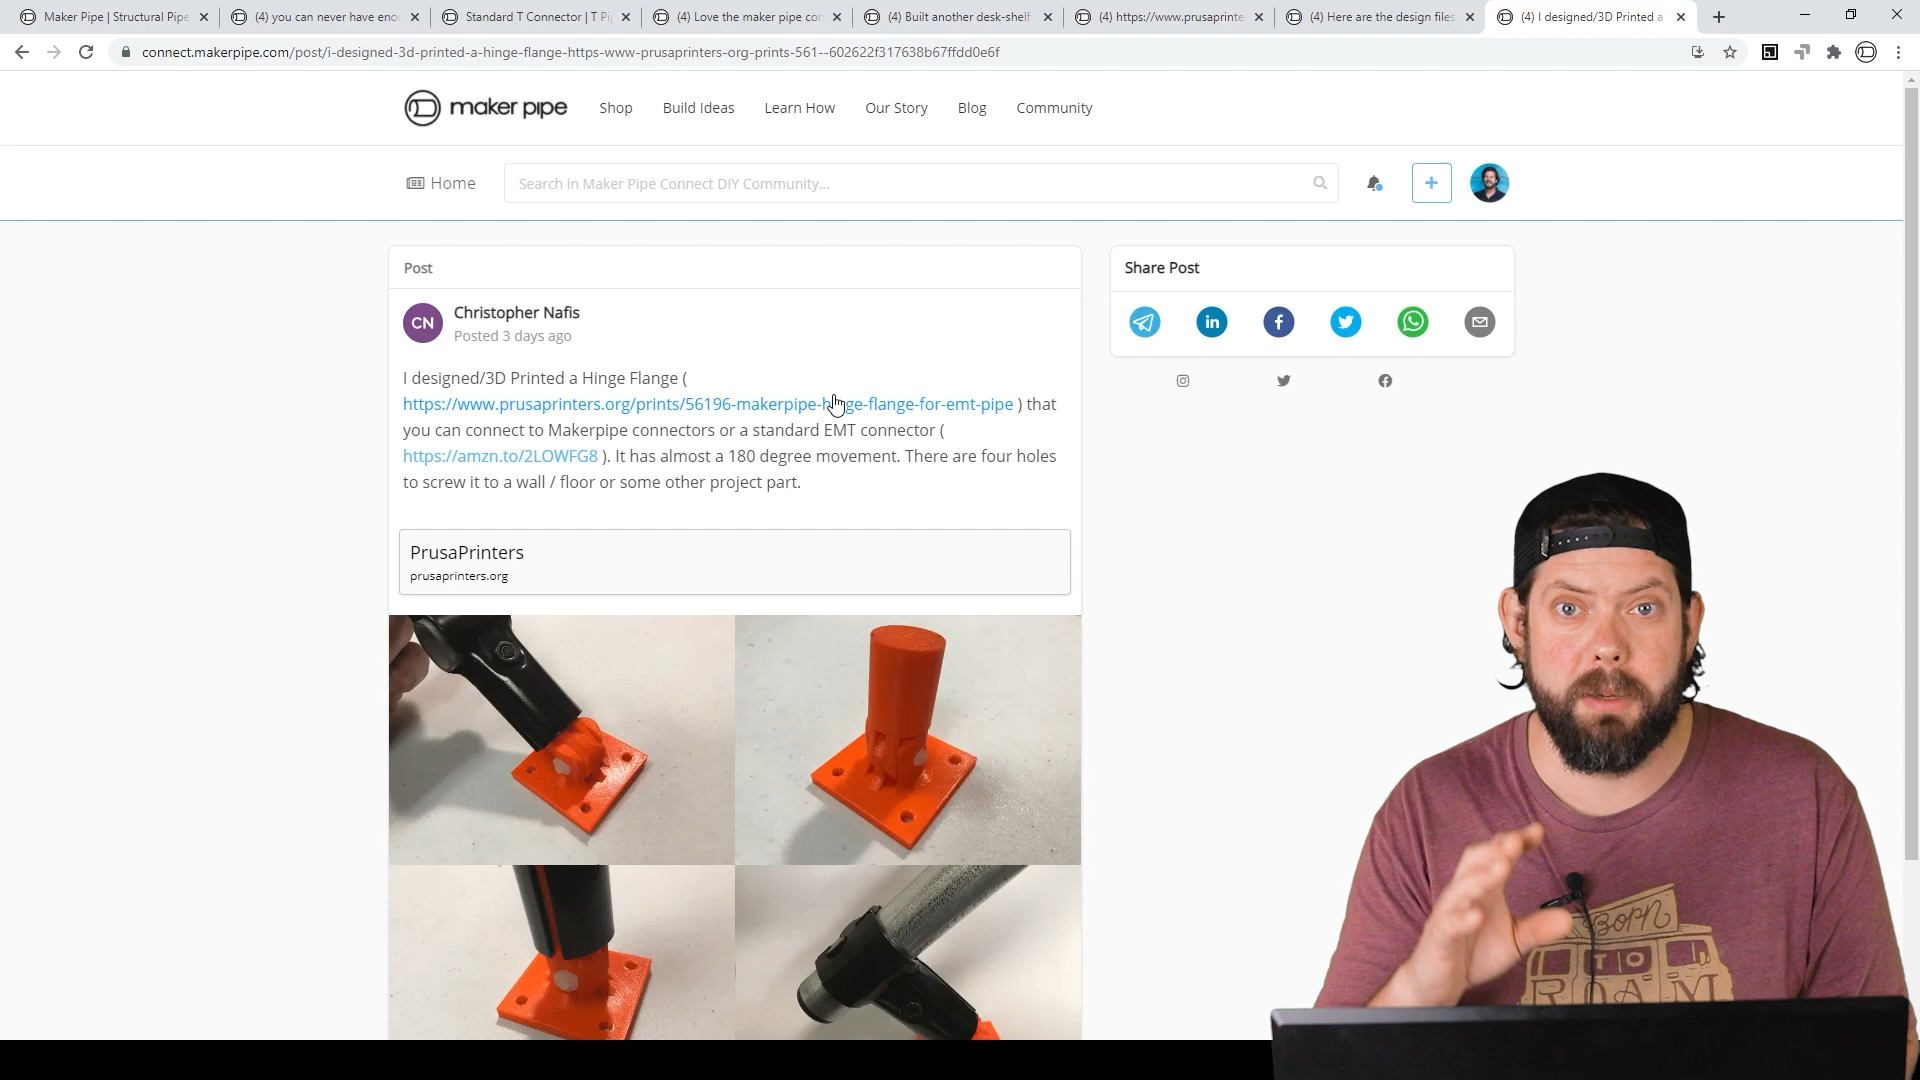 Maker Pipe | Structural Pipe
(4) you can never have enou
Standard T Connector | T Pip
(4) Love the maker pipe con
(4) Built another desk-shelf
(4) https://www.prusaprinte
(4) Here are the design files
(4) I designed/3D Printed a
connect.makerpipe.com/post/i-designed-3d-printed-a-hinge-flange-https-www-prusaprinters-org-prints-561--602622f317638b67ffdd0e6f
maker pipe
Shop
Build Ideas
Learn How
Our Story
Blog
Community
Home
Search in Maker Pipe Connect DIY Community...
Post
Share Post
CN
Christopher Nafis
Posted 3 days ago
I designed/3D Printed a Hinge Flange (
https://www.prusaprinters.org/prints/56196-makerpipe-hinge-flange-for-emt-pipe ) that
you can connect to Makerpipe connectors or a standard EMT connector (
https://amzn.to/2LOWFG8 ). It has almost a 180 degree movement. There are four holes
to screw it to a wall / floor or some other project part.
PrusaPrinters
prusaprinters.org
BORN
TO
ROAM